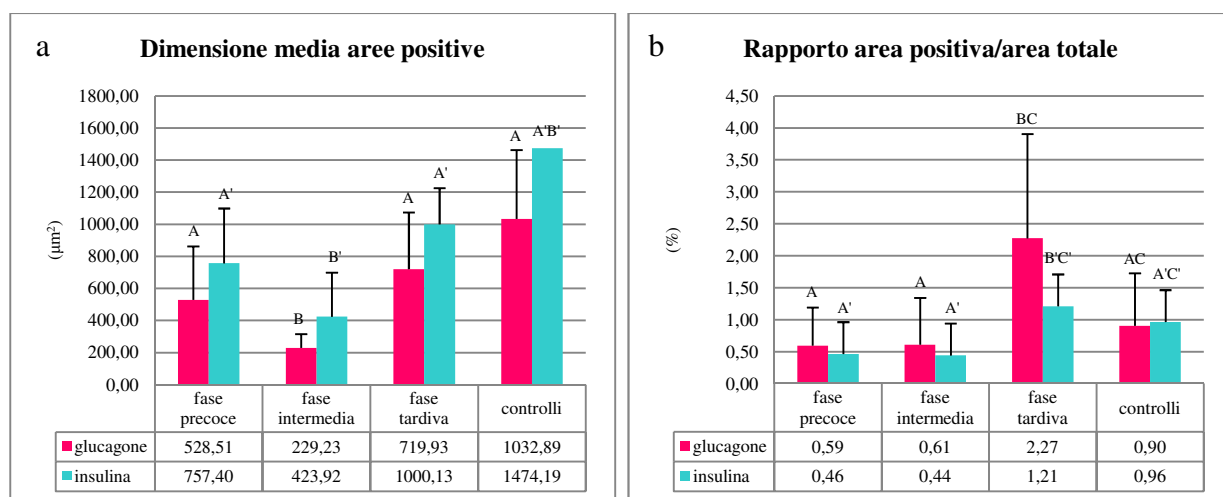 a
Dimensione media aree positive
1800,00
1600,00
1400,00
1200,00
1000,00
800,00
600,00
400,00
200,00
0,00
(µm²)
A
A'
B
B'
A
A'
A
A'B'
fase precoce
fase intermedia
fase tardiva
controlli
glucagone 528,51 229,23 719,93 1032,89
insulina 757,40 423,92 1000,13 1474,19
b
Rapporto area positiva/area totale
4,50
4,00
3,50
3,00
2,50
2,00
1,50
1,00
0,50
0,00
(%)
A
A'
A
A'
BC
B'C'
AC
A'C'
fase precoce
fase intermedia
fase tardiva
controlli
glucagone 0,59 0,61 2,27 0,90
insulina 0,46 0,44 1,21 0,96